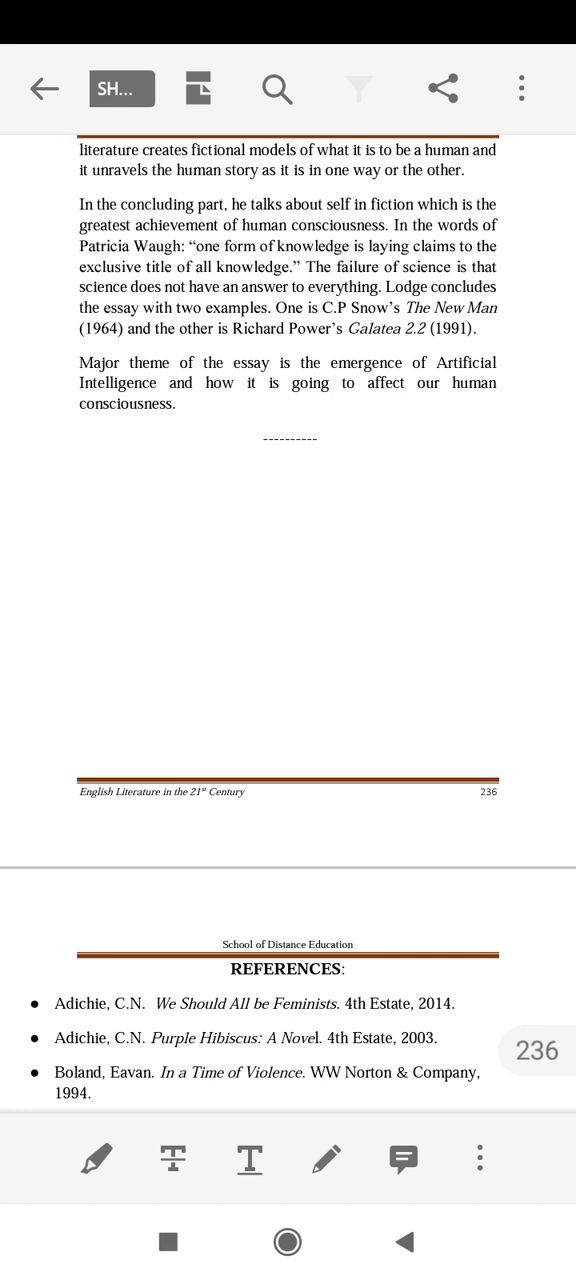 SH...
literature creates fictional models of what it is to be a human and
it unravels the human story as it is in one way or the other.
In the concluding part, he talks about self in fiction which is the
greatest achievement of human consciousness. In the words of
Patricia Waugh: “one form of knowledge is laying claims to the
exclusive title of all knowledge.” The failure of science is that
science does not have an answer to everything. Lodge concludes
the essay with two examples. One is C.P Snow’s The New Man
(1964) and the other is Richard Power’s Galatea 2.2 (1991).
Major theme of the essay is the emergence of Artificial
Intelligence and how it is going to affect our human
consciousness.
----------
English Literature in the 21st Century 236
School of Distance Education
REFERENCES:
● Adichie, C.N. We Should All be Feminists. 4th Estate, 2014.
● Adichie, C.N. Purple Hibiscus: A Novel. 4th Estate, 2003.
236
● Boland, Eavan. In a Time of Violence. WW Norton & Company,
1994.